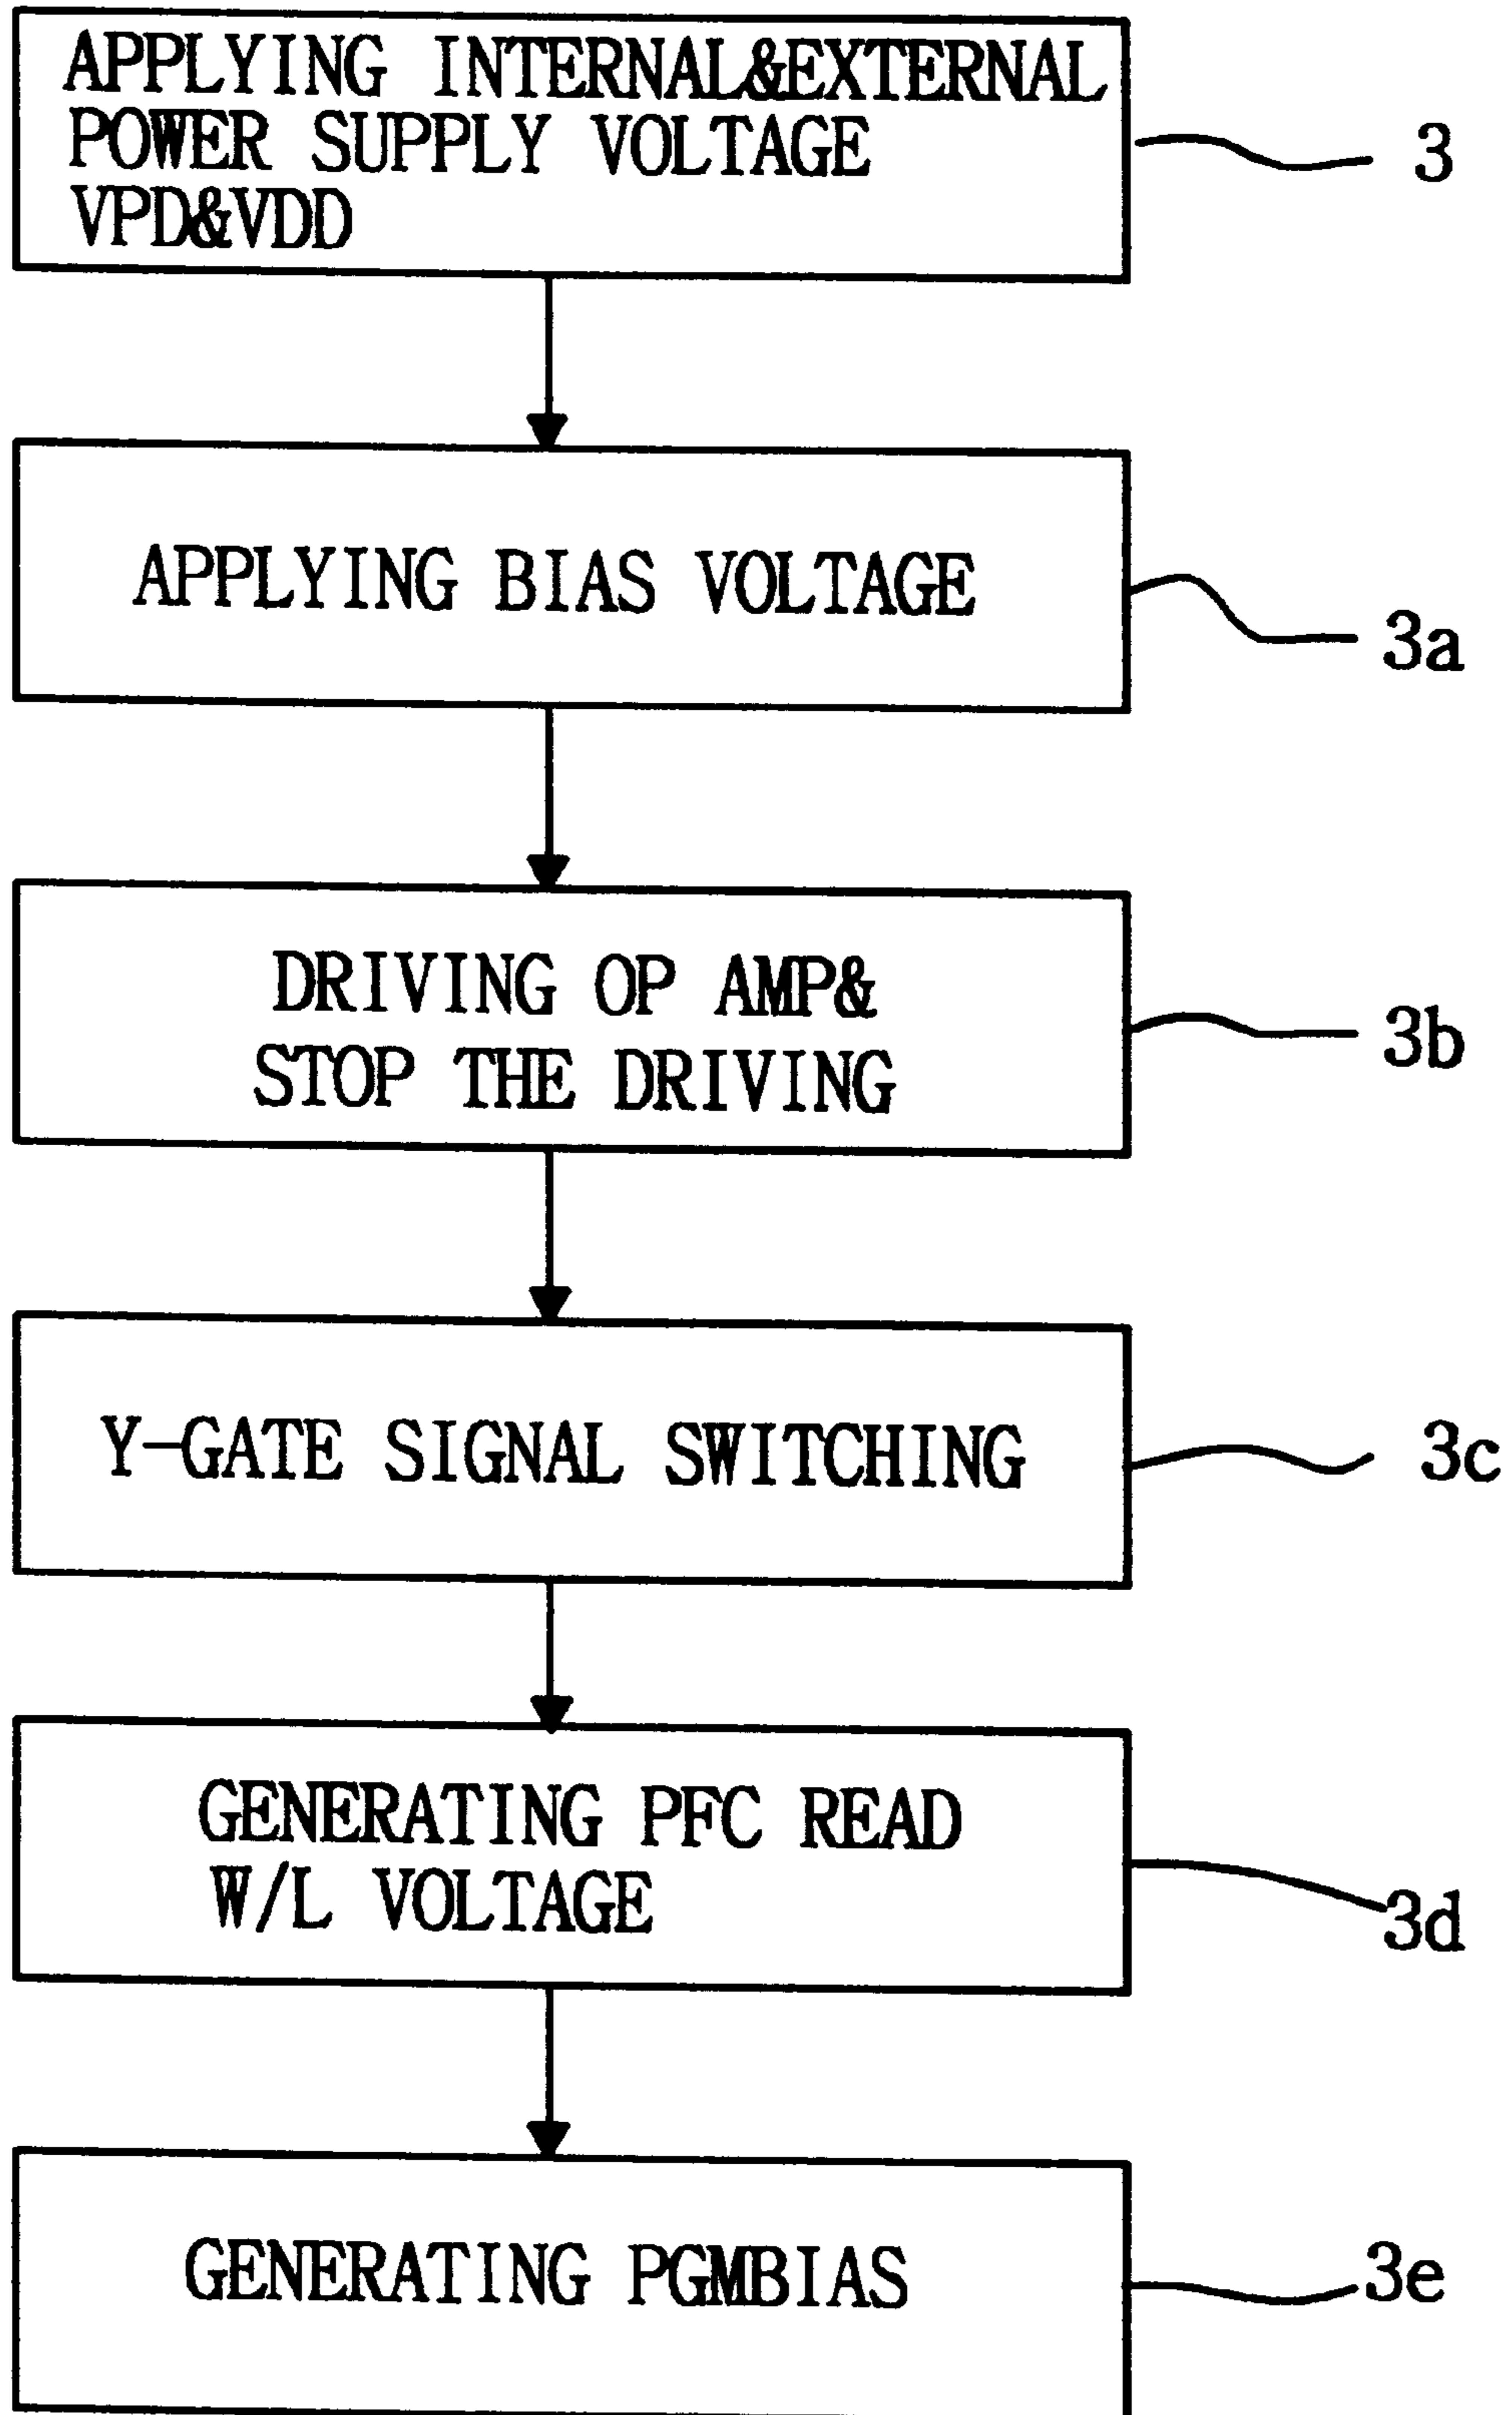 APPLYING INTERNAL&EXTERNAL
POWER SUPPLY VOLTAGE
VPD&VDD
3
APPLYING BIAS VOLTAGE
3a
DRIVING OP AMP&
STOP THE DRIVING
3b
Y-GATE SIGNAL SWITCHING
3c
GENERATING PFC READ
W/L VOLTAGE
3d
GENERATING PGMBIAS
3e